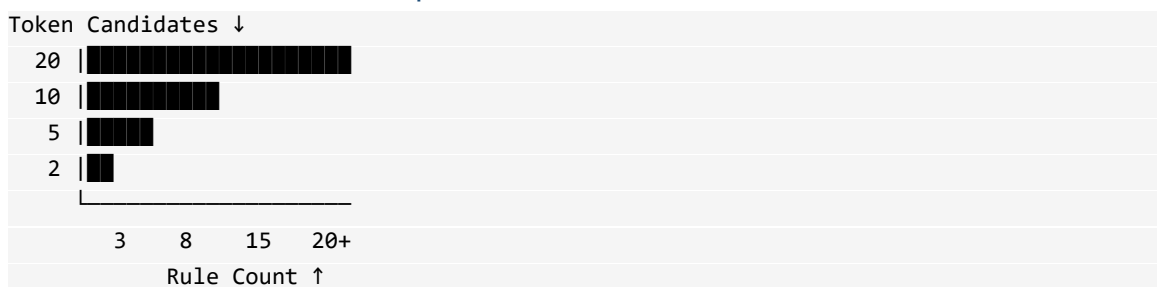 Token Candidates ↓
20 |████████████████████
10 |██████████
5 |█████
2 |██
└────────────────────
3 8 15 20+
Rule Count ↑